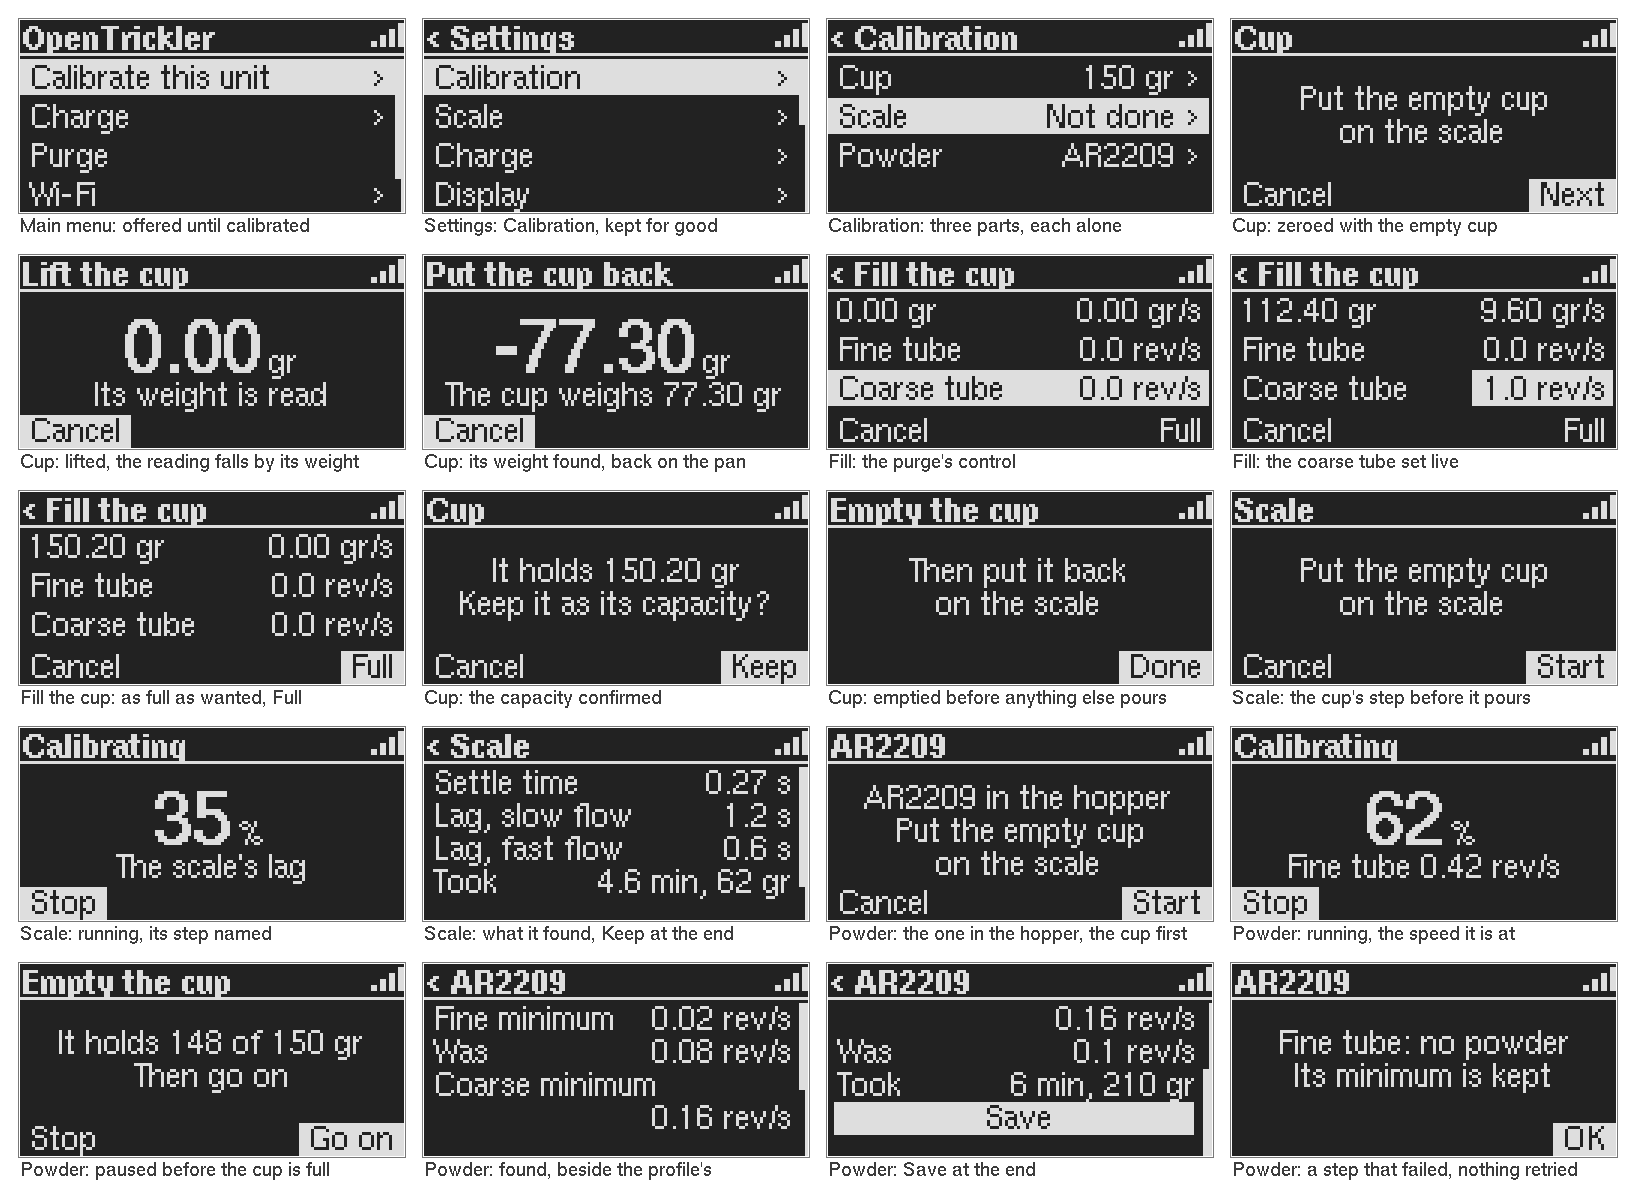 OpenTrickler
Calibrate this unit >
Charge >
Purge
Wi-Fi >
Main menu: offered until calibrated
< Settings
Calibration >
Scale >
Charge >
Display >
Settings: Calibration, kept for good
< Calibration
Cup 150 gr >
Scale Not done >
Powder AR2209 >
Calibration: three parts, each alone
Cup
Put the empty cup
on the scale
Cancel Next
Cup: zeroed with the empty cup
Lift the cup
0.00 gr
Its weight is read
Cancel
Cup: lifted, the reading falls by its weight
Put the cup back
-77.30 gr
The cup weighs 77.30 gr
Cancel
Cup: its weight found, back on the pan
< Fill the cup
0.00 gr 0.00 gr/s
Fine tube 0.0 rev/s
Coarse tube 0.0 rev/s
Cancel Full
Fill: the purge's control
< Fill the cup
112.40 gr 9.60 gr/s
Fine tube 0.0 rev/s
Coarse tube 1.0 rev/s
Cancel Full
Fill: the coarse tube set live
< Fill the cup
150.20 gr 0.00 gr/s
Fine tube 0.0 rev/s
Coarse tube 0.0 rev/s
Cancel Full
Fill the cup: as full as wanted, Full
Cup
It holds 150.20 gr
Keep it as its capacity?
Cancel Keep
Cup: the capacity confirmed
Empty the cup
Then put it back
on the scale
Done
Cup: emptied before anything else pours
Scale
Put the empty cup
on the scale
Cancel Start
Scale: the cup's step before it pours
Calibrating
35 %
The scale's lag
Stop
Scale: running, its step named
< Scale
Settle time 0.27 s
Lag, slow flow 1.2 s
Lag, fast flow 0.6 s
Took 4.6 min, 62 gr
Scale: what it found, Keep at the end
AR2209
AR2209 in the hopper
Put the empty cup
on the scale
Cancel Start
Powder: the one in the hopper, the cup first
Calibrating
62 %
Fine tube 0.42 rev/s
Stop
Powder: running, the speed it is at
Empty the cup
It holds 148 of 150 gr
Then go on
Stop Go on
Powder: paused before the cup is full
< AR2209
Fine minimum 0.02 rev/s
Was 0.08 rev/s
Coarse minimum
0.16 rev/s
Powder: found, beside the profile's
< AR2209
0.16 rev/s
Was 0.1 rev/s
Took 6 min, 210 gr
Save
Powder: Save at the end
AR2209
Fine tube: no powder
Its minimum is kept
OK
Powder: a step that failed, nothing retried